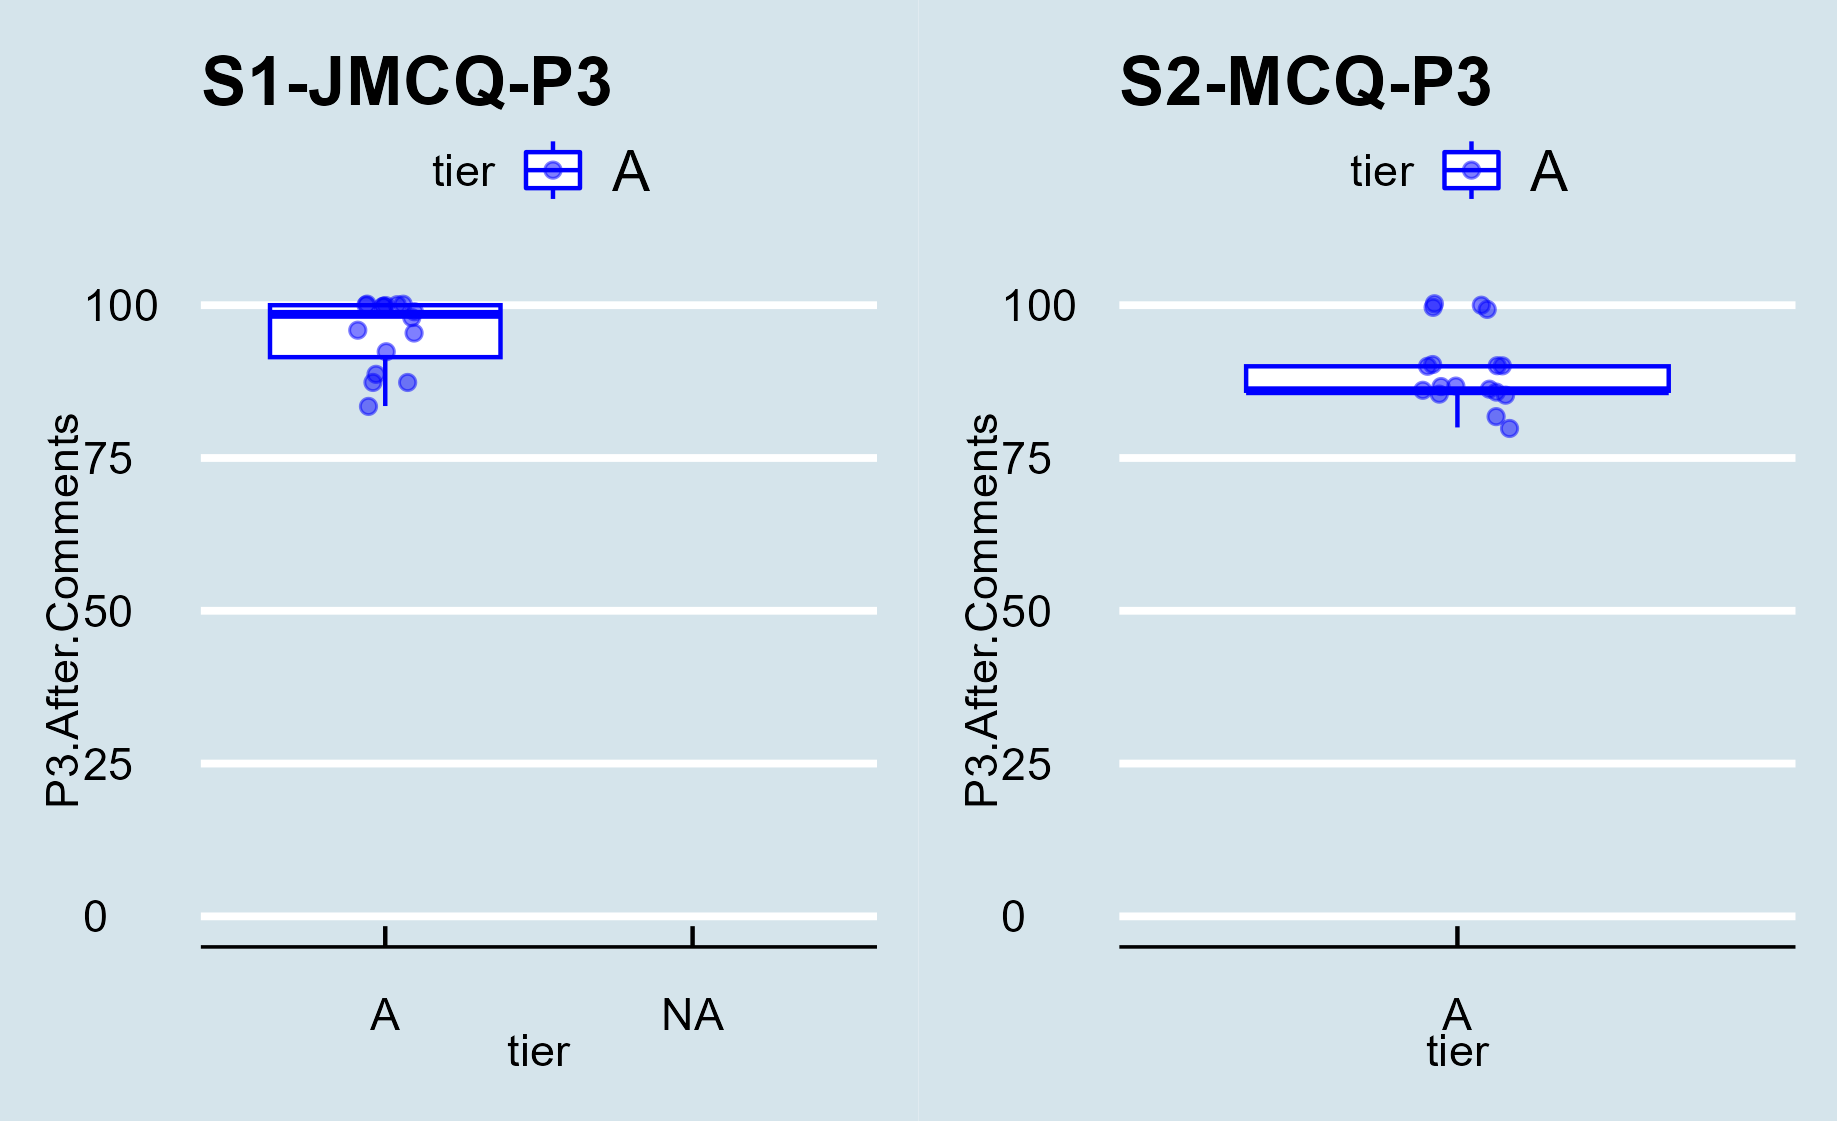 S1-JMCQ-P3
tier A
P3.After.Comments
100
75
50
25
0
A NA
tier
S2-MCQ-P3
tier A
P3.After.Comments
100
75
50
25
0
A
tier